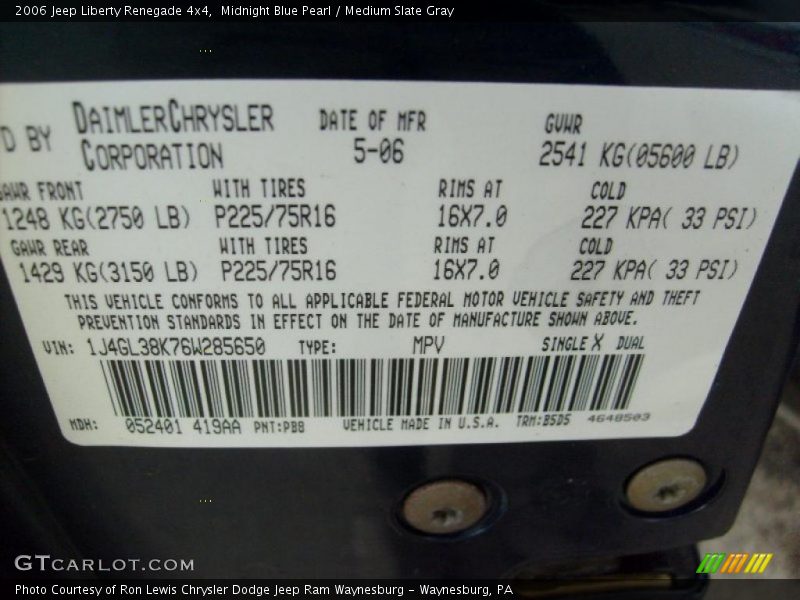 2006 Jeep Liberty Renegade 4x4,  Midnight Blue Pearl / Medium Slate Gray
D BY DAIMLERCHRYSLER CORPORATION
DATE OF MFR
5-06
GVWR
2541 KG(05600 LB)
GAWR FRONT WITH TIRES RIMS AT COLD
1248 KG(2750 LB) P225/75R16 16X7.0 227 KPA( 33 PSI)
GAWR REAR WITH TIRES RIMS AT COLD
1429 KG(3150 LB) P225/75R16 16X7.0 227 KPA( 33 PSI)
THIS VEHICLE CONFORMS TO ALL APPLICABLE FEDERAL MOTOR VEHICLE SAFETY AND THEFT
PREVENTION STANDARDS IN EFFECT ON THE DATE OF MANUFACTURE SHOWN ABOVE.
VIN: 1J4GL38K76W285650 TYPE: MPV SINGLE X DUAL
MDH: 052401 419AA PNT:PB8 VEHICLE MADE IN U.S.A. TRM:B5D5 4648503
GTCARLOT.COM
Photo Courtesy of Ron Lewis Chrysler Dodge Jeep Ram Waynesburg - Waynesburg, PA